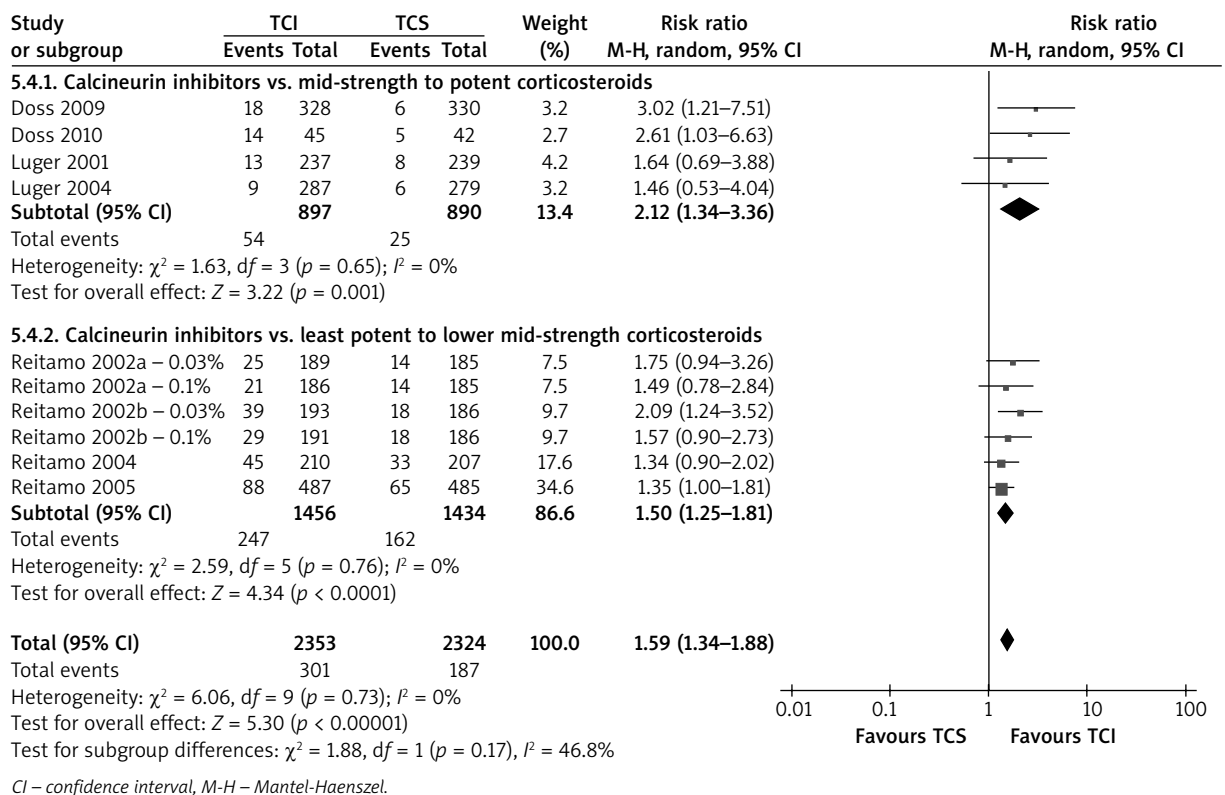 Study TCI TCS Weight Risk ratio Risk ratio
or subgroup Events Total Events Total (%) M-H, random, 95% CI M-H, random, 95% CI
5.4.1. Calcineurin inhibitors vs. mid-strength to potent corticosteroids
Doss 2009 18 328 6 330 3.2 3.02 (1.21–7.51)
Doss 2010 14 45 5 42 2.7 2.61 (1.03–6.63)
Luger 2001 13 237 8 239 4.2 1.64 (0.69–3.88)
Luger 2004 9 287 6 279 3.2 1.46 (0.53–4.04)
Subtotal (95% CI) 897 890 13.4 2.12 (1.34–3.36)
Total events 54 25
Heterogeneity: χ² = 1.63, df = 3 (p = 0.65); I² = 0%
Test for overall effect: Z = 3.22 (p = 0.001)
5.4.2. Calcineurin inhibitors vs. least potent to lower mid-strength corticosteroids
Reitamo 2002a – 0.03% 25 189 14 185 7.5 1.75 (0.94–3.26)
Reitamo 2002a – 0.1% 21 186 14 185 7.5 1.49 (0.78–2.84)
Reitamo 2002b – 0.03% 39 193 18 186 9.7 2.09 (1.24–3.52)
Reitamo 2002b – 0.1% 29 191 18 186 9.7 1.57 (0.90–2.73)
Reitamo 2004 45 210 33 207 17.6 1.34 (0.90–2.02)
Reitamo 2005 88 487 65 485 34.6 1.35 (1.00–1.81)
Subtotal (95% CI) 1456 1434 86.6 1.50 (1.25–1.81)
Total events 247 162
Heterogeneity: χ² = 2.59, df = 5 (p = 0.76); I² = 0%
Test for overall effect: Z = 4.34 (p < 0.0001)
Total (95% CI) 2353 2324 100.0 1.59 (1.34–1.88)
Total events 301 187
Heterogeneity: χ² = 6.06, df = 9 (p = 0.73); I² = 0%
Test for overall effect: Z = 5.30 (p < 0.00001)
Test for subgroup differences: χ² = 1.88, df = 1 (p = 0.17), I² = 46.8%
0.01 0.1 1 10 100
Favours TCS Favours TCI
CI – confidence interval, M-H – Mantel-Haenszel.